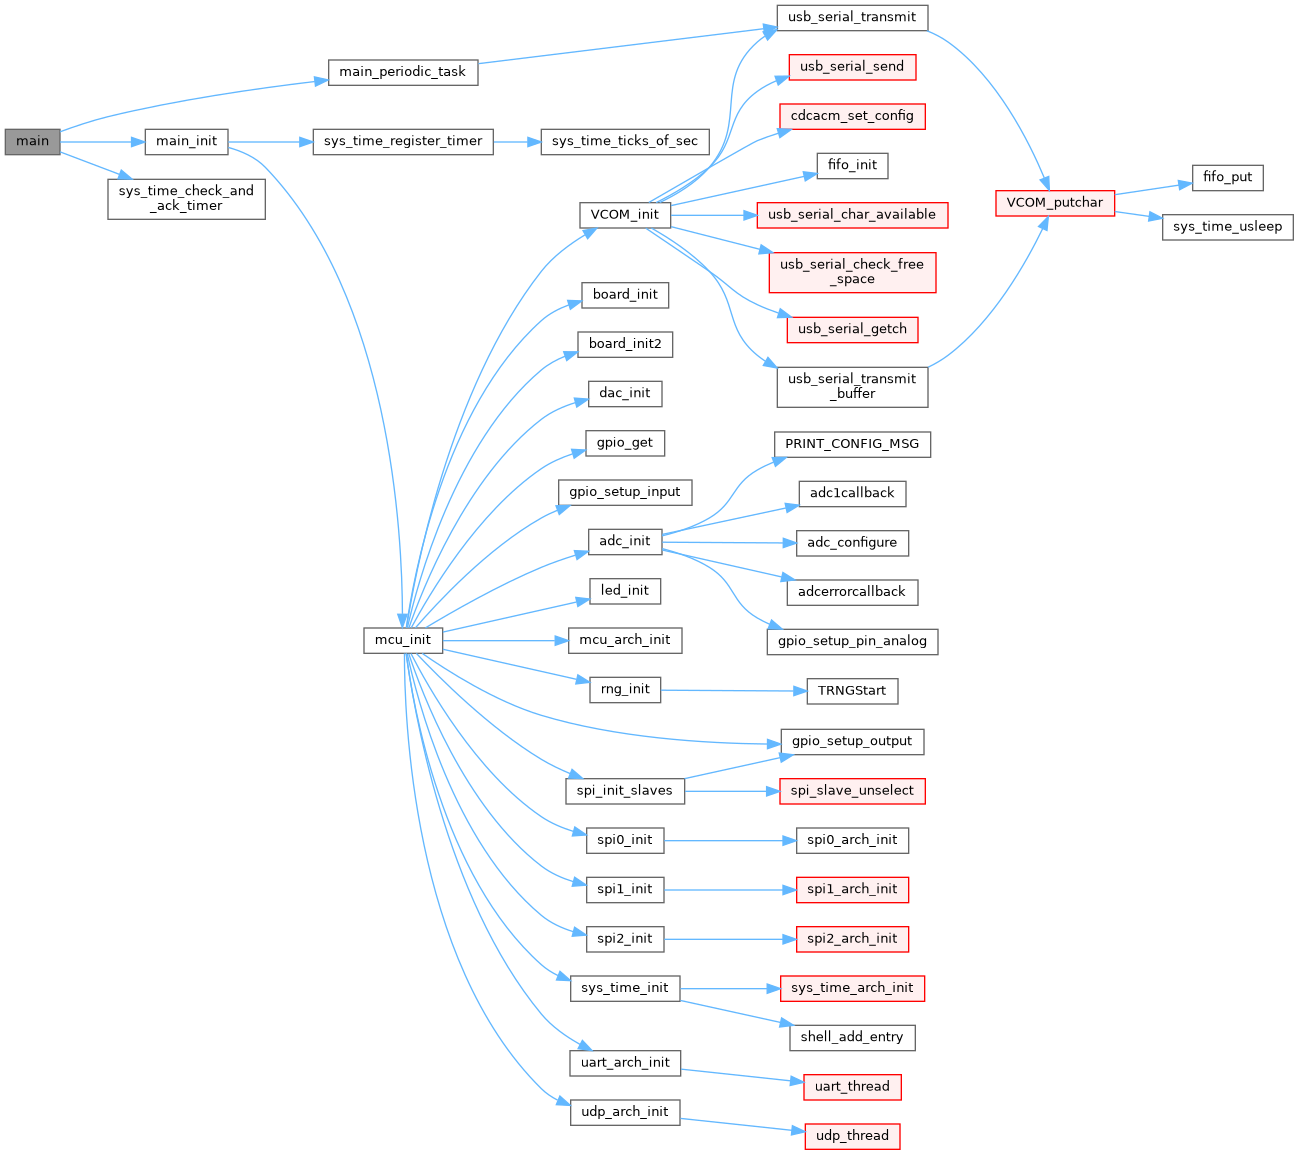 main
main_periodic_task
main_init
sys_time_check_and
_ack_timer
sys_time_register_timer
sys_time_ticks_of_sec
mcu_init
VCOM_init
board_init
board_init2
dac_init
gpio_get
gpio_setup_input
adc_init
led_init
mcu_arch_init
rng_init
spi_init_slaves
spi0_init
spi1_init
spi2_init
sys_time_init
uart_arch_init
udp_arch_init
usb_serial_transmit
usb_serial_send
cdcacm_set_config
fifo_init
usb_serial_char_available
usb_serial_check_free
_space
usb_serial_getch
usb_serial_transmit
_buffer
PRINT_CONFIG_MSG
adc1callback
adc_configure
adcerrorcallback
gpio_setup_pin_analog
TRNGStart
gpio_setup_output
spi_slave_unselect
spi0_arch_init
spi1_arch_init
spi2_arch_init
sys_time_arch_init
shell_add_entry
uart_thread
udp_thread
VCOM_putchar
fifo_put
sys_time_usleep